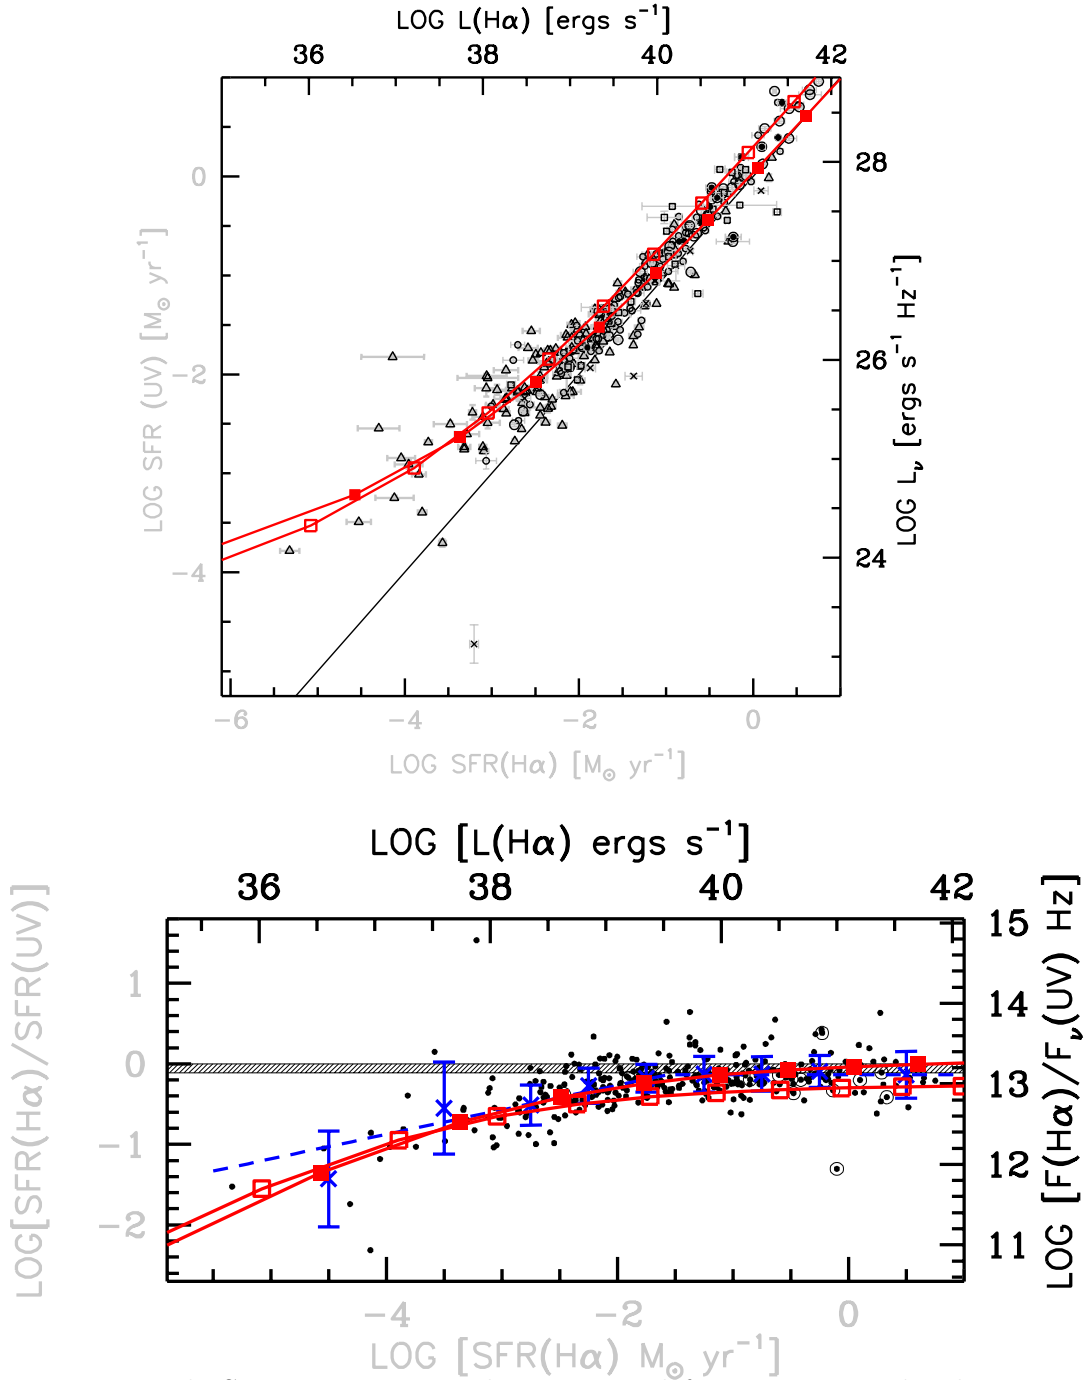 LOG L(Hα) [ergs s⁻¹]
36 38 40 42
0
−2
−4
LOG SFR (UV) [M⊙ yr⁻¹]
28
26
24
LOG Lν [ergs s⁻¹ Hz⁻¹]
−6 −4 −2 0
LOG SFR(Hα) [M⊙ yr⁻¹]
LOG [L(Hα) ergs s⁻¹]
36 38 40 42
1
0
−1
−2
LOG[SFR(Hα)/SFR(UV)]
15
14
13
12
11
LOG [F(Hα)/Fν(UV) Hz]
−4 −2 0
LOG [SFR(Hα) M⊙ yr⁻¹]